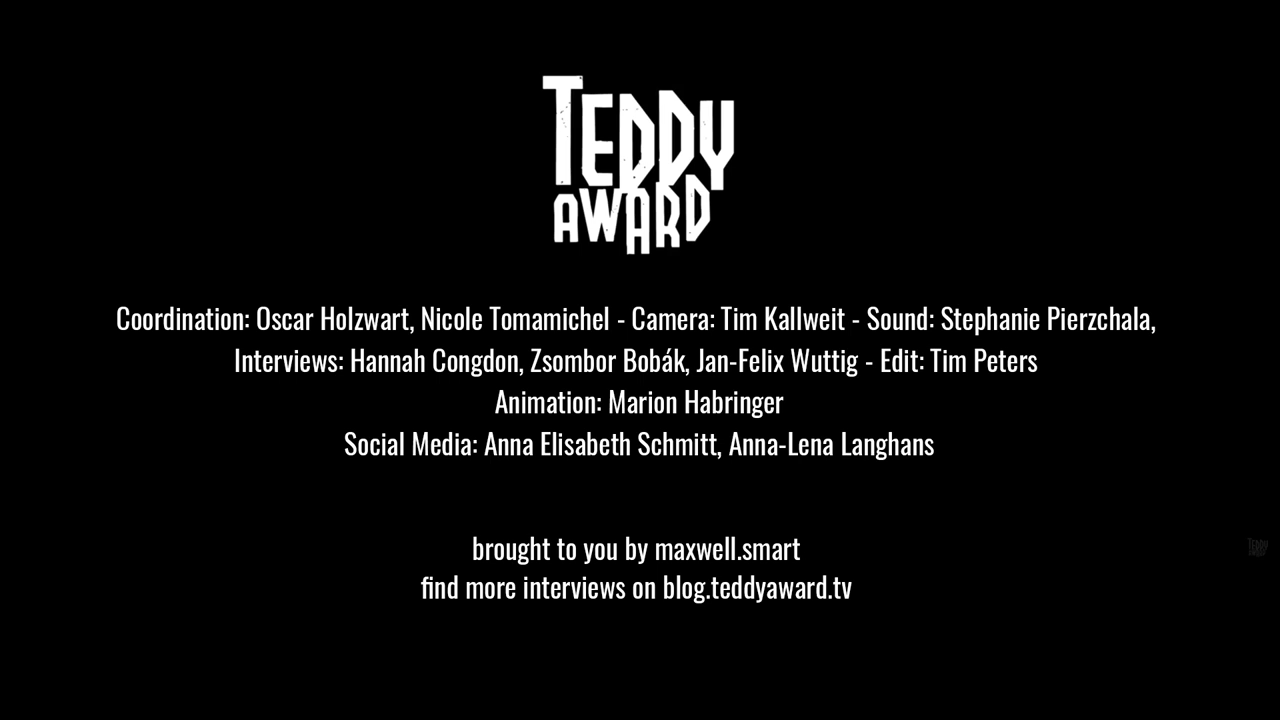 TEDDY
AWARD
Coordination: Oscar Holzwart, Nicole Tomamichel - Camera: Tim Kallweit - Sound: Stephanie Pierzchala,
Interviews: Hannah Congdon, Zsombor Bobák, Jan-Felix Wuttig - Edit: Tim Peters
Animation: Marion Habringer
Social Media: Anna Elisabeth Schmitt, Anna-Lena Langhans
brought to you by maxwell.smart
find more interviews on blog.teddyaward.tv
TEDDY